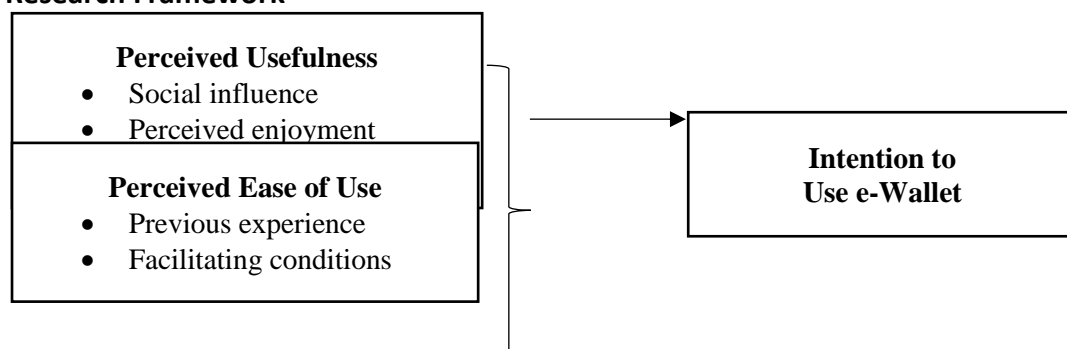 Research Framework
Perceived Usefulness
• Social influence
• Perceived enjoyment
Perceived Ease of Use
• Previous experience
• Facilitating conditions
Intention to
Use e-Wallet